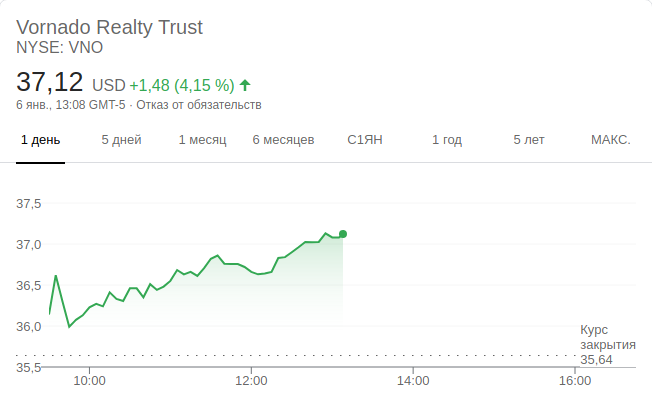 Vornado Realty Trust
NYSE: VNO
37,12 USD +1,48 (4,15 %)
6 янв., 13:08 GMT-5 · Отказ от обязательств
1 день 5 дней 1 месяц 6 месяцев С1ЯН 1 год 5 лет МАКС.
37,5
37,0
36,5
36,0
35,5
Курс
закрытия
35,64
10:00 12:00 14:00 16:00